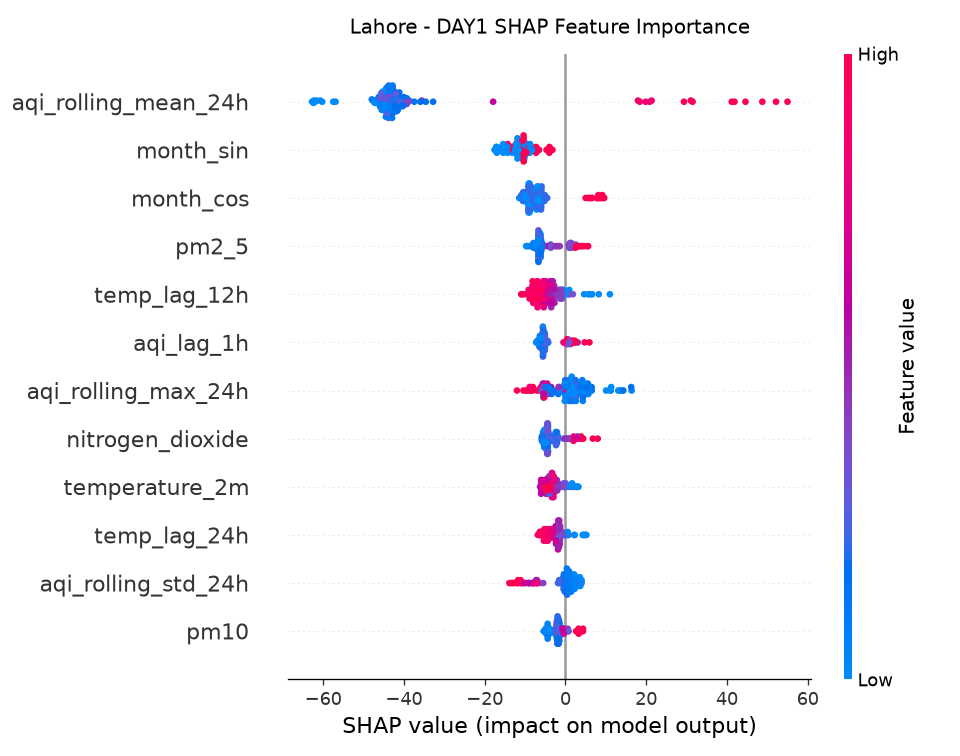 Lahore - DAY1 SHAP Feature Importance
High
aqi_rolling_mean_24h
month_sin
month_cos
pm2_5
temp_lag_12h
aqi_lag_1h
aqi_rolling_max_24h
nitrogen_dioxide
temperature_2m
temp_lag_24h
aqi_rolling_std_24h
pm10
Feature value
Low
−60 −40 −20 0 20 40 60
SHAP value (impact on model output)